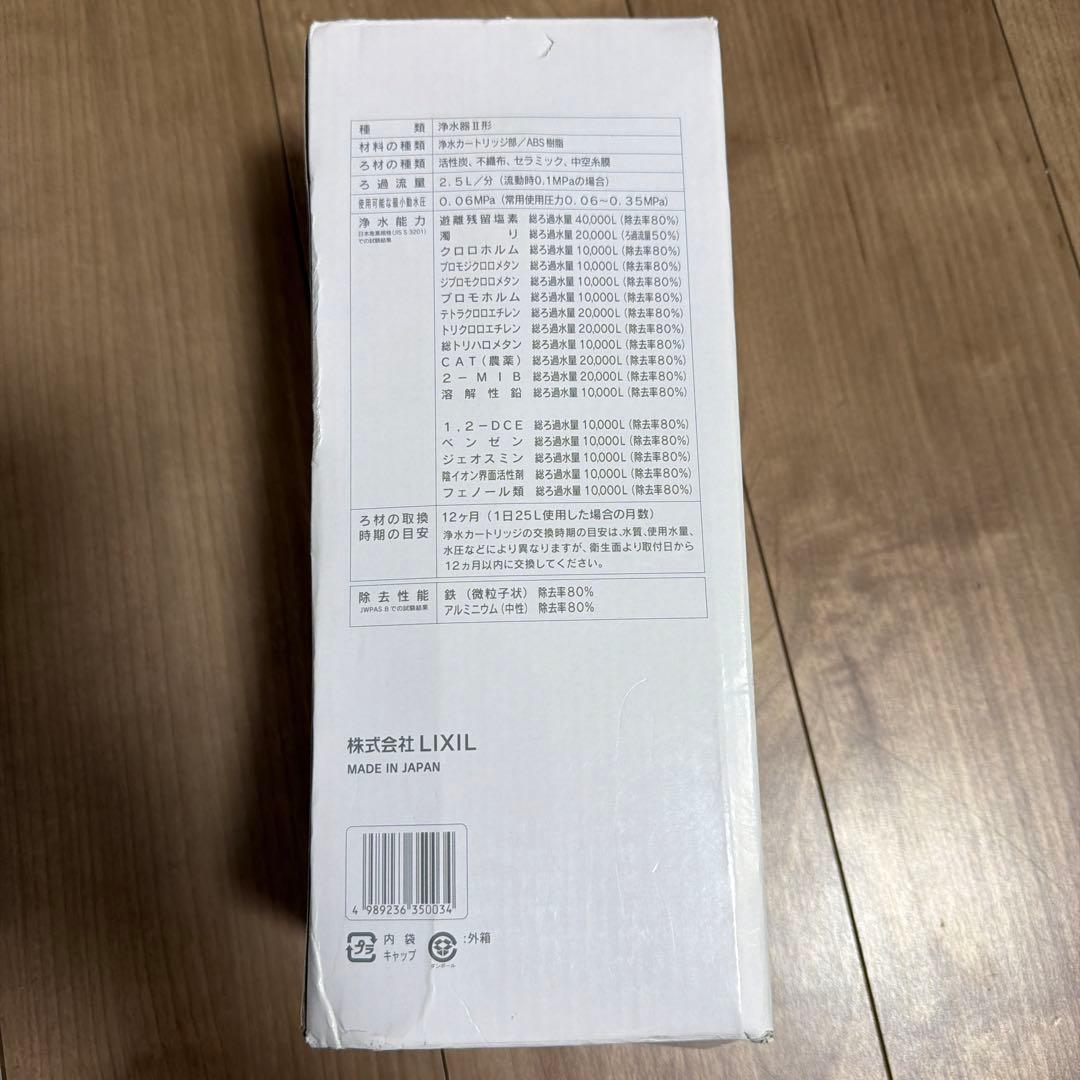 種類 浄水器Ⅱ形
材料の種類 浄水カートリッジ部/ABS樹脂
ろ材の種類 活性炭、不織布、セラミック、中空糸膜
ろ過流量 2.5L/分(流動時0.1MPaの場合)
使用可能な最小動水圧 0.06MPa(常用使用圧力0.06~0.35MPa)
浄水能力 遊離残留塩素 総ろ過水量 40,000L(除去率80%)
日本産業規格(JIS S 3201)
での試験結果
濁り 総ろ過水量 20,000L(ろ過流量50%)
クロロホルム 総ろ過水量 10,000L(除去率80%)
ブロモジクロロメタン 総ろ過水量 10,000L(除去率80%)
ジブロモクロロメタン 総ろ過水量 10,000L(除去率80%)
ブロモホルム 総ろ過水量 10,000L(除去率80%)
テトラクロロエチレン 総ろ過水量 20,000L(除去率80%)
トリクロロエチレン 総ろ過水量 20,000L(除去率80%)
総トリハロメタン 総ろ過水量 10,000L(除去率80%)
CAT(農薬) 総ろ過水量 20,000L(除去率80%)
2-MIB 総ろ過水量 20,000L(除去率80%)
溶解性鉛 総ろ過水量 10,000L(除去率80%)
1,2-DCE 総ろ過水量 10,000L(除去率80%)
ベンゼン 総ろ過水量 10,000L(除去率80%)
ジェオスミン 総ろ過水量 10,000L(除去率80%)
陰イオン界面活性剤 総ろ過水量 10,000L(除去率80%)
フェノール類 総ろ過水量 10,000L(除去率80%)
ろ材の取換 12ヶ月(1日25L使用した場合の月数)
時期の目安 浄水カートリッジの交換時期の目安は、水質、使用水量、
水圧などにより異なりますが、衛生面より取付日から
12ヵ月以内に交換してください。
除去性能 鉄(微粒子状) 除去率80%
JWPAS B での試験結果 アルミニウム(中性) 除去率80%
株式会社 LIXIL
MADE IN JAPAN
4 989236 350034
プラ 内袋 :外箱
キャップ ダンボール